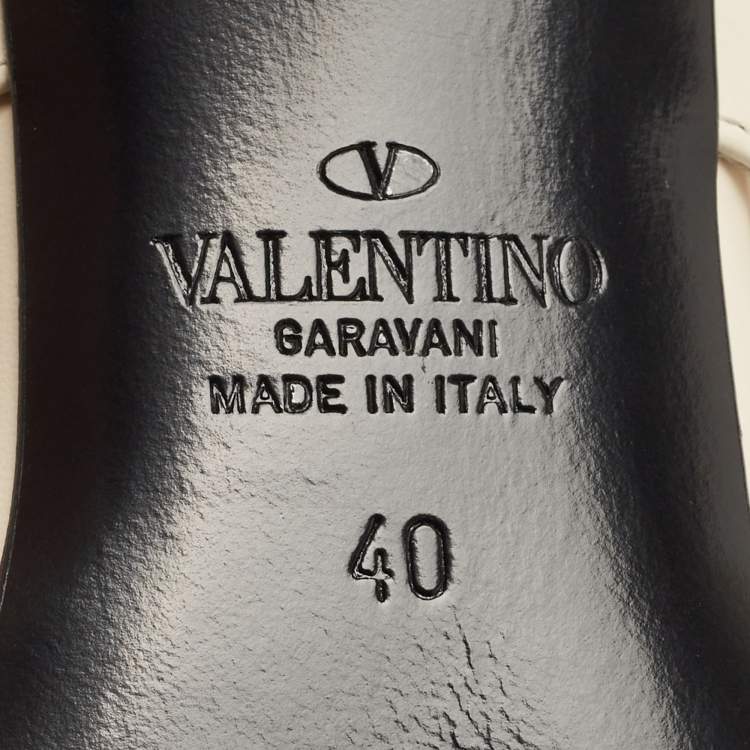 V
VALENTINO
GARAVANI
MADE IN ITALY
40